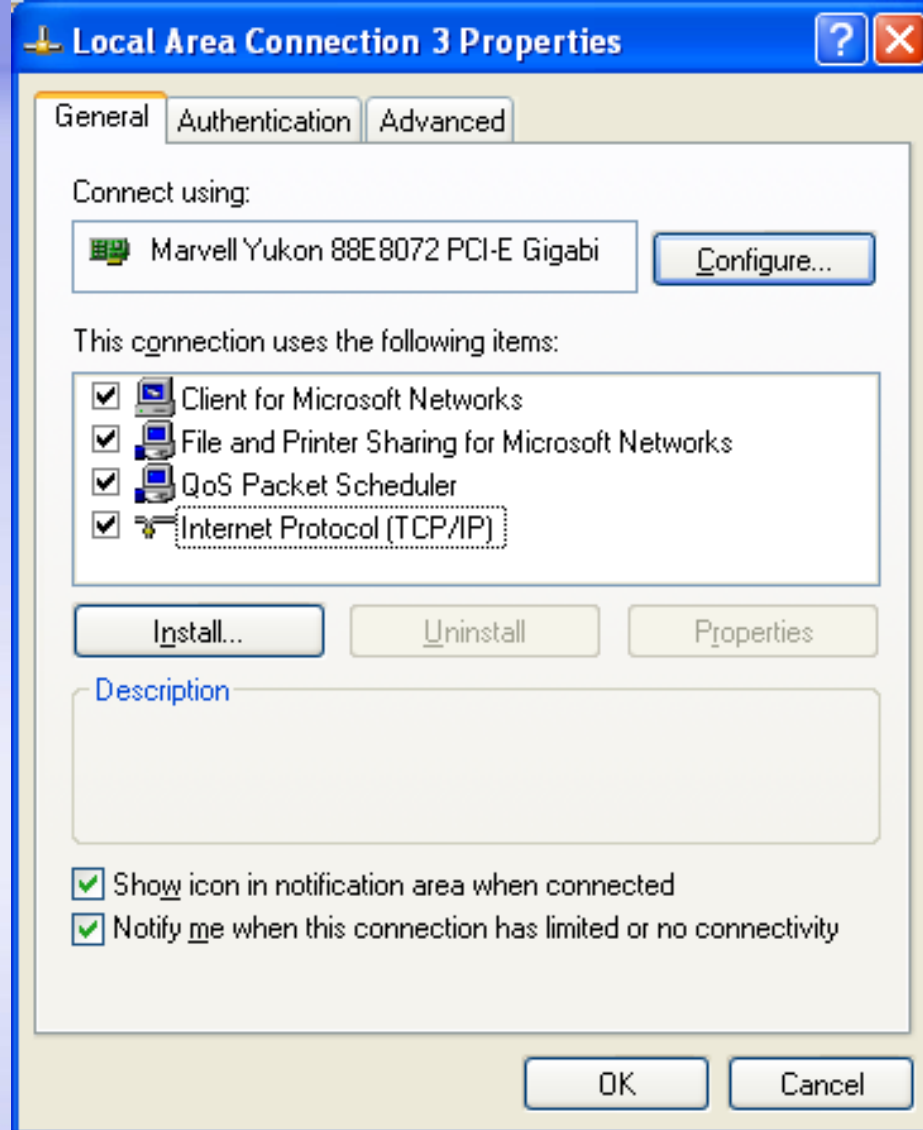 Local Area Connection 3 Properties
General Authentication Advanced
Connect using:
Marvell Yukon 88E8072 PCI-E Gigabi
Configure...
This connection uses the following items:
Client for Microsoft Networks
File and Printer Sharing for Microsoft Networks
QoS Packet Scheduler
Internet Protocol (TCP/IP)
Install... Uninstall Properties
Description
Show icon in notification area when connected
Notify me when this connection has limited or no connectivity
OK Cancel